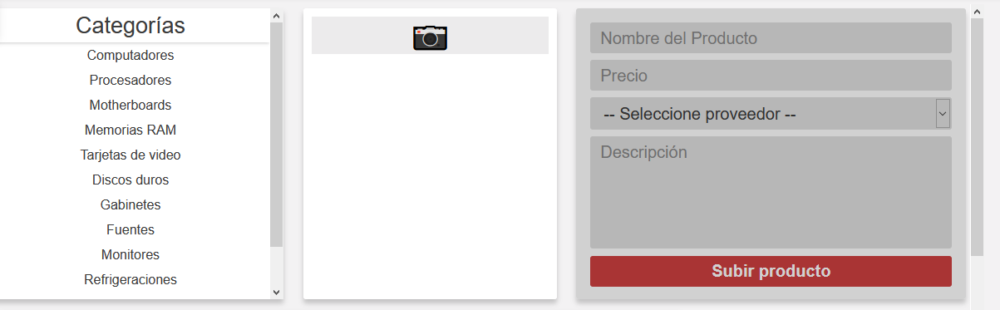 Categorías
Computadores
Procesadores
Motherboards
Memorias RAM
Tarjetas de video
Discos duros
Gabinetes
Fuentes
Monitores
Refrigeraciones
Nombre del Producto
Precio
-- Seleccione proveedor --
Descripción
Subir producto